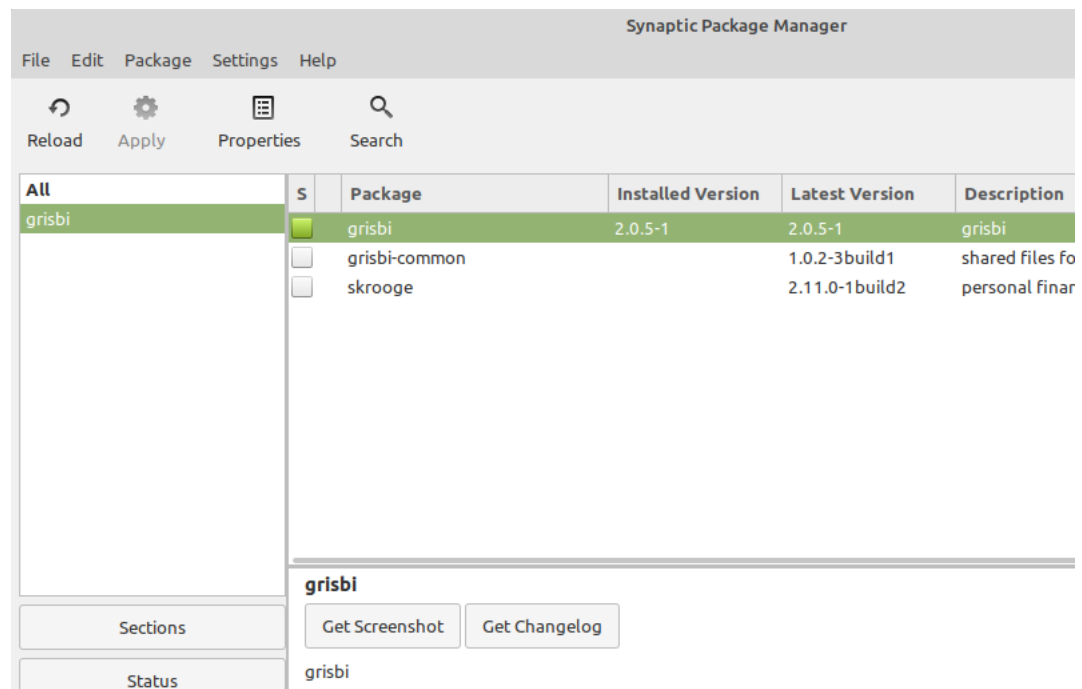 Synaptic Package Manager
File Edit Package Settings Help
Reload Apply Properties Search
All
grisbi
S Package Installed Version Latest Version Description
grisbi 2.0.5-1 2.0.5-1 grisbi
grisbi-common 1.0.2-3build1 shared files fo
skrooge 2.11.0-1build2 personal finan
grisbi
Get Screenshot Get Changelog
grisbi
Sections
Status